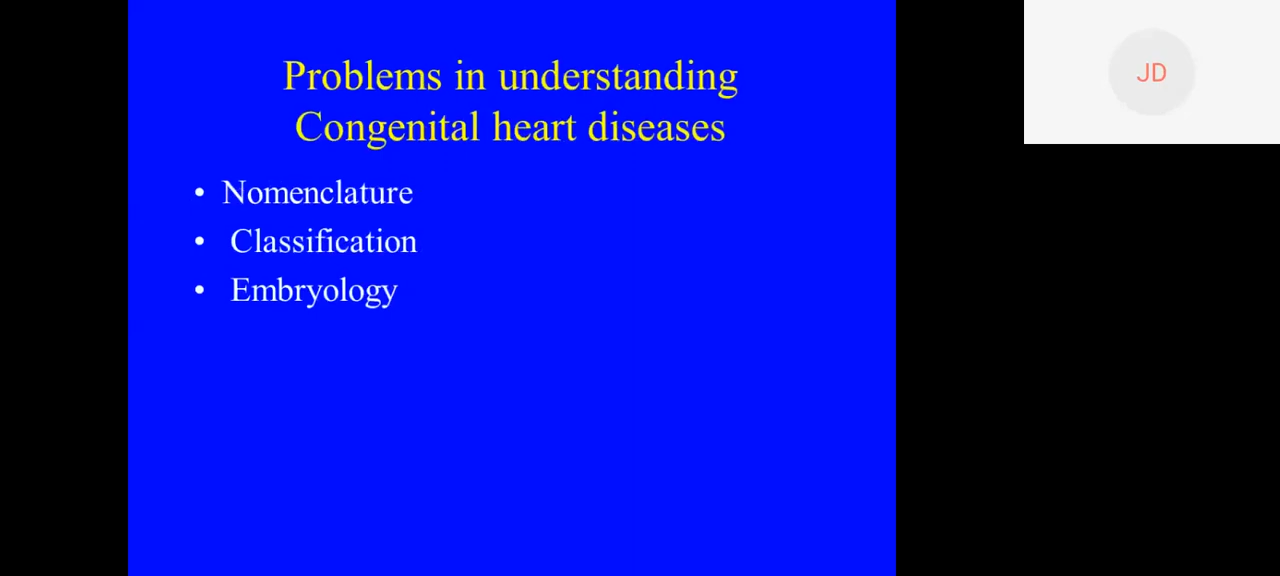 Problems in understanding
Congenital heart diseases
• Nomenclature
• Classification
• Embryology
JD